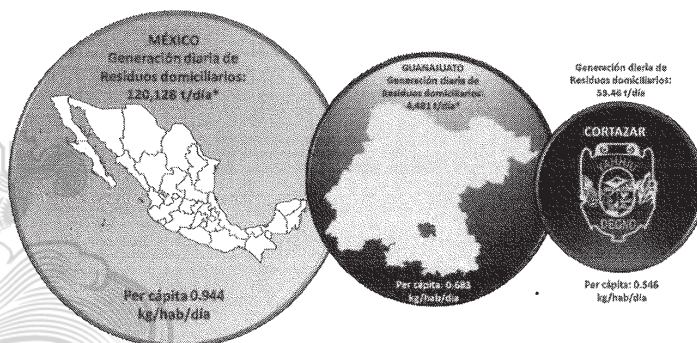 MÉXICO
Generación diaria de
Residuos domiciliarios:
120,128 t/día*
Per cápita 0.944
kg/hab/día
GUANAJUATO
Generación diaria de
Residuos domiciliarios:
4,481 t/día*
Per cápita: 0.683
kg/hab/día
Generación diaria de
Residuos domiciliarios:
59.46 t/día
CORTAZAR
Per cápita: 0.546
kg/hab/día